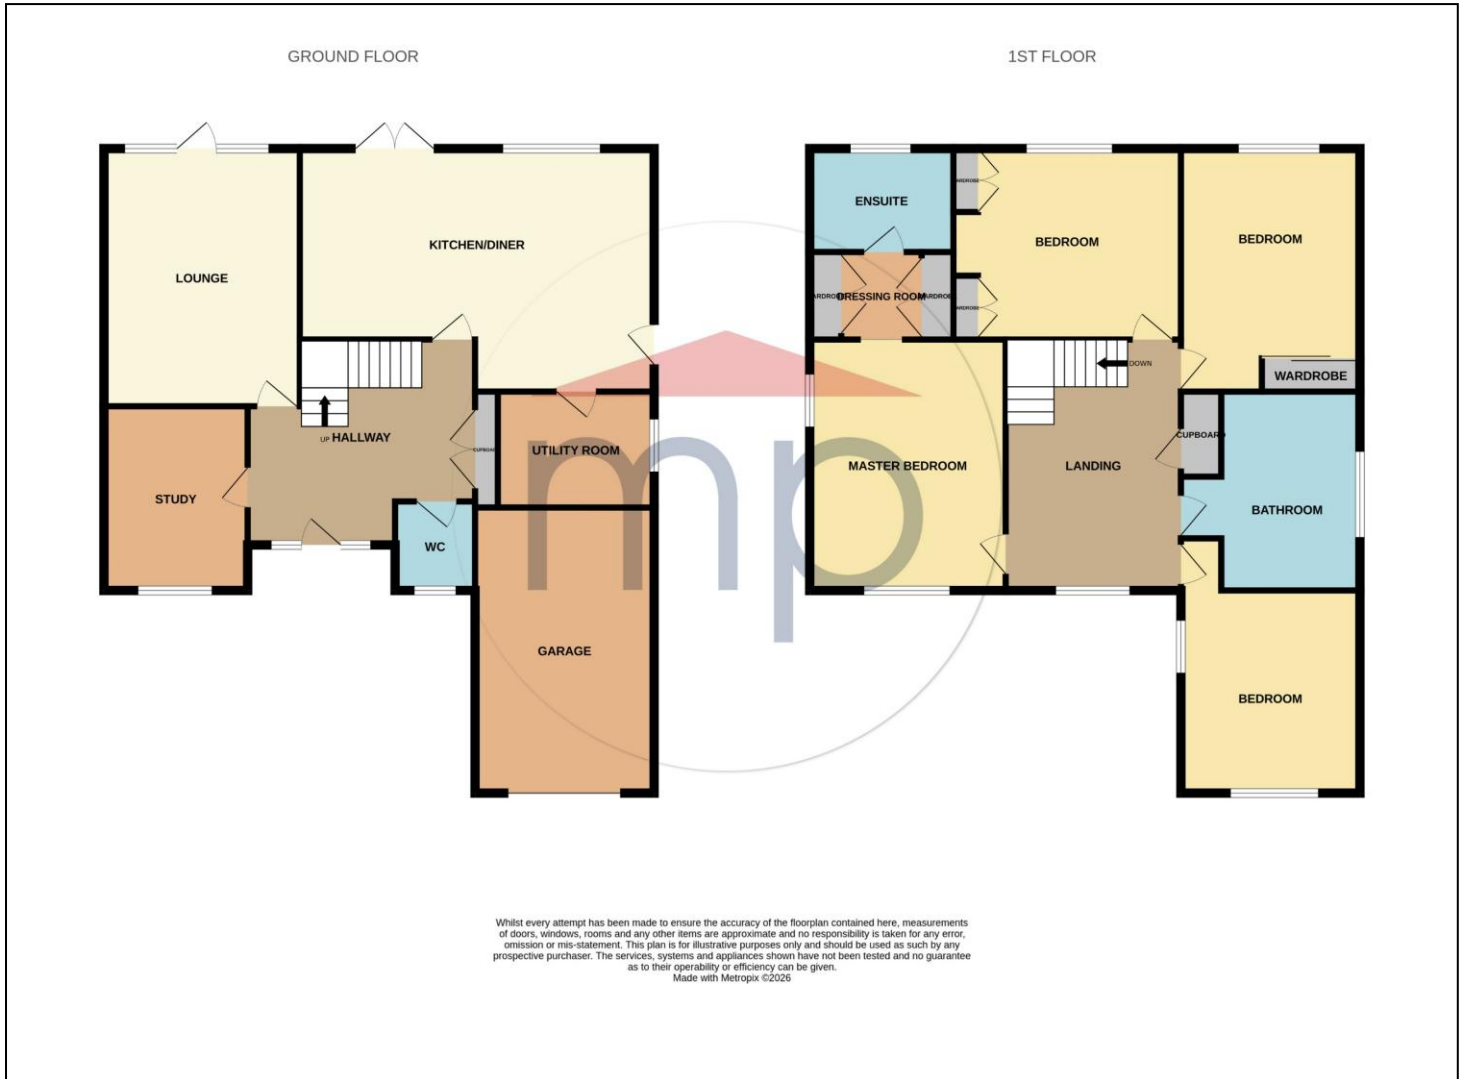 GROUND FLOOR
1ST FLOOR
LOUNGE
KITCHEN/DINER
UP HALLWAY
CUPBOARD
UTILITY ROOM
STUDY
WC
GARAGE
ENSUITE
BEDROOM
BEDROOM
DRESSING ROOM
DOWN
WARDROBE
MASTER BEDROOM
LANDING
CUPBOARD
BATHROOM
BEDROOM
mp
Whilst every attempt has been made to ensure the accuracy of the floorplan contained here, measurements
of doors, windows, rooms and any other items are approximate and no responsibility is taken for any error,
omission or mis-statement. This plan is for illustrative purposes only and should be used as such by any
prospective purchaser. The services, systems and appliances shown have not been tested and no guarantee
as to their operability or efficiency can be given.
Made with Metropix ©2026